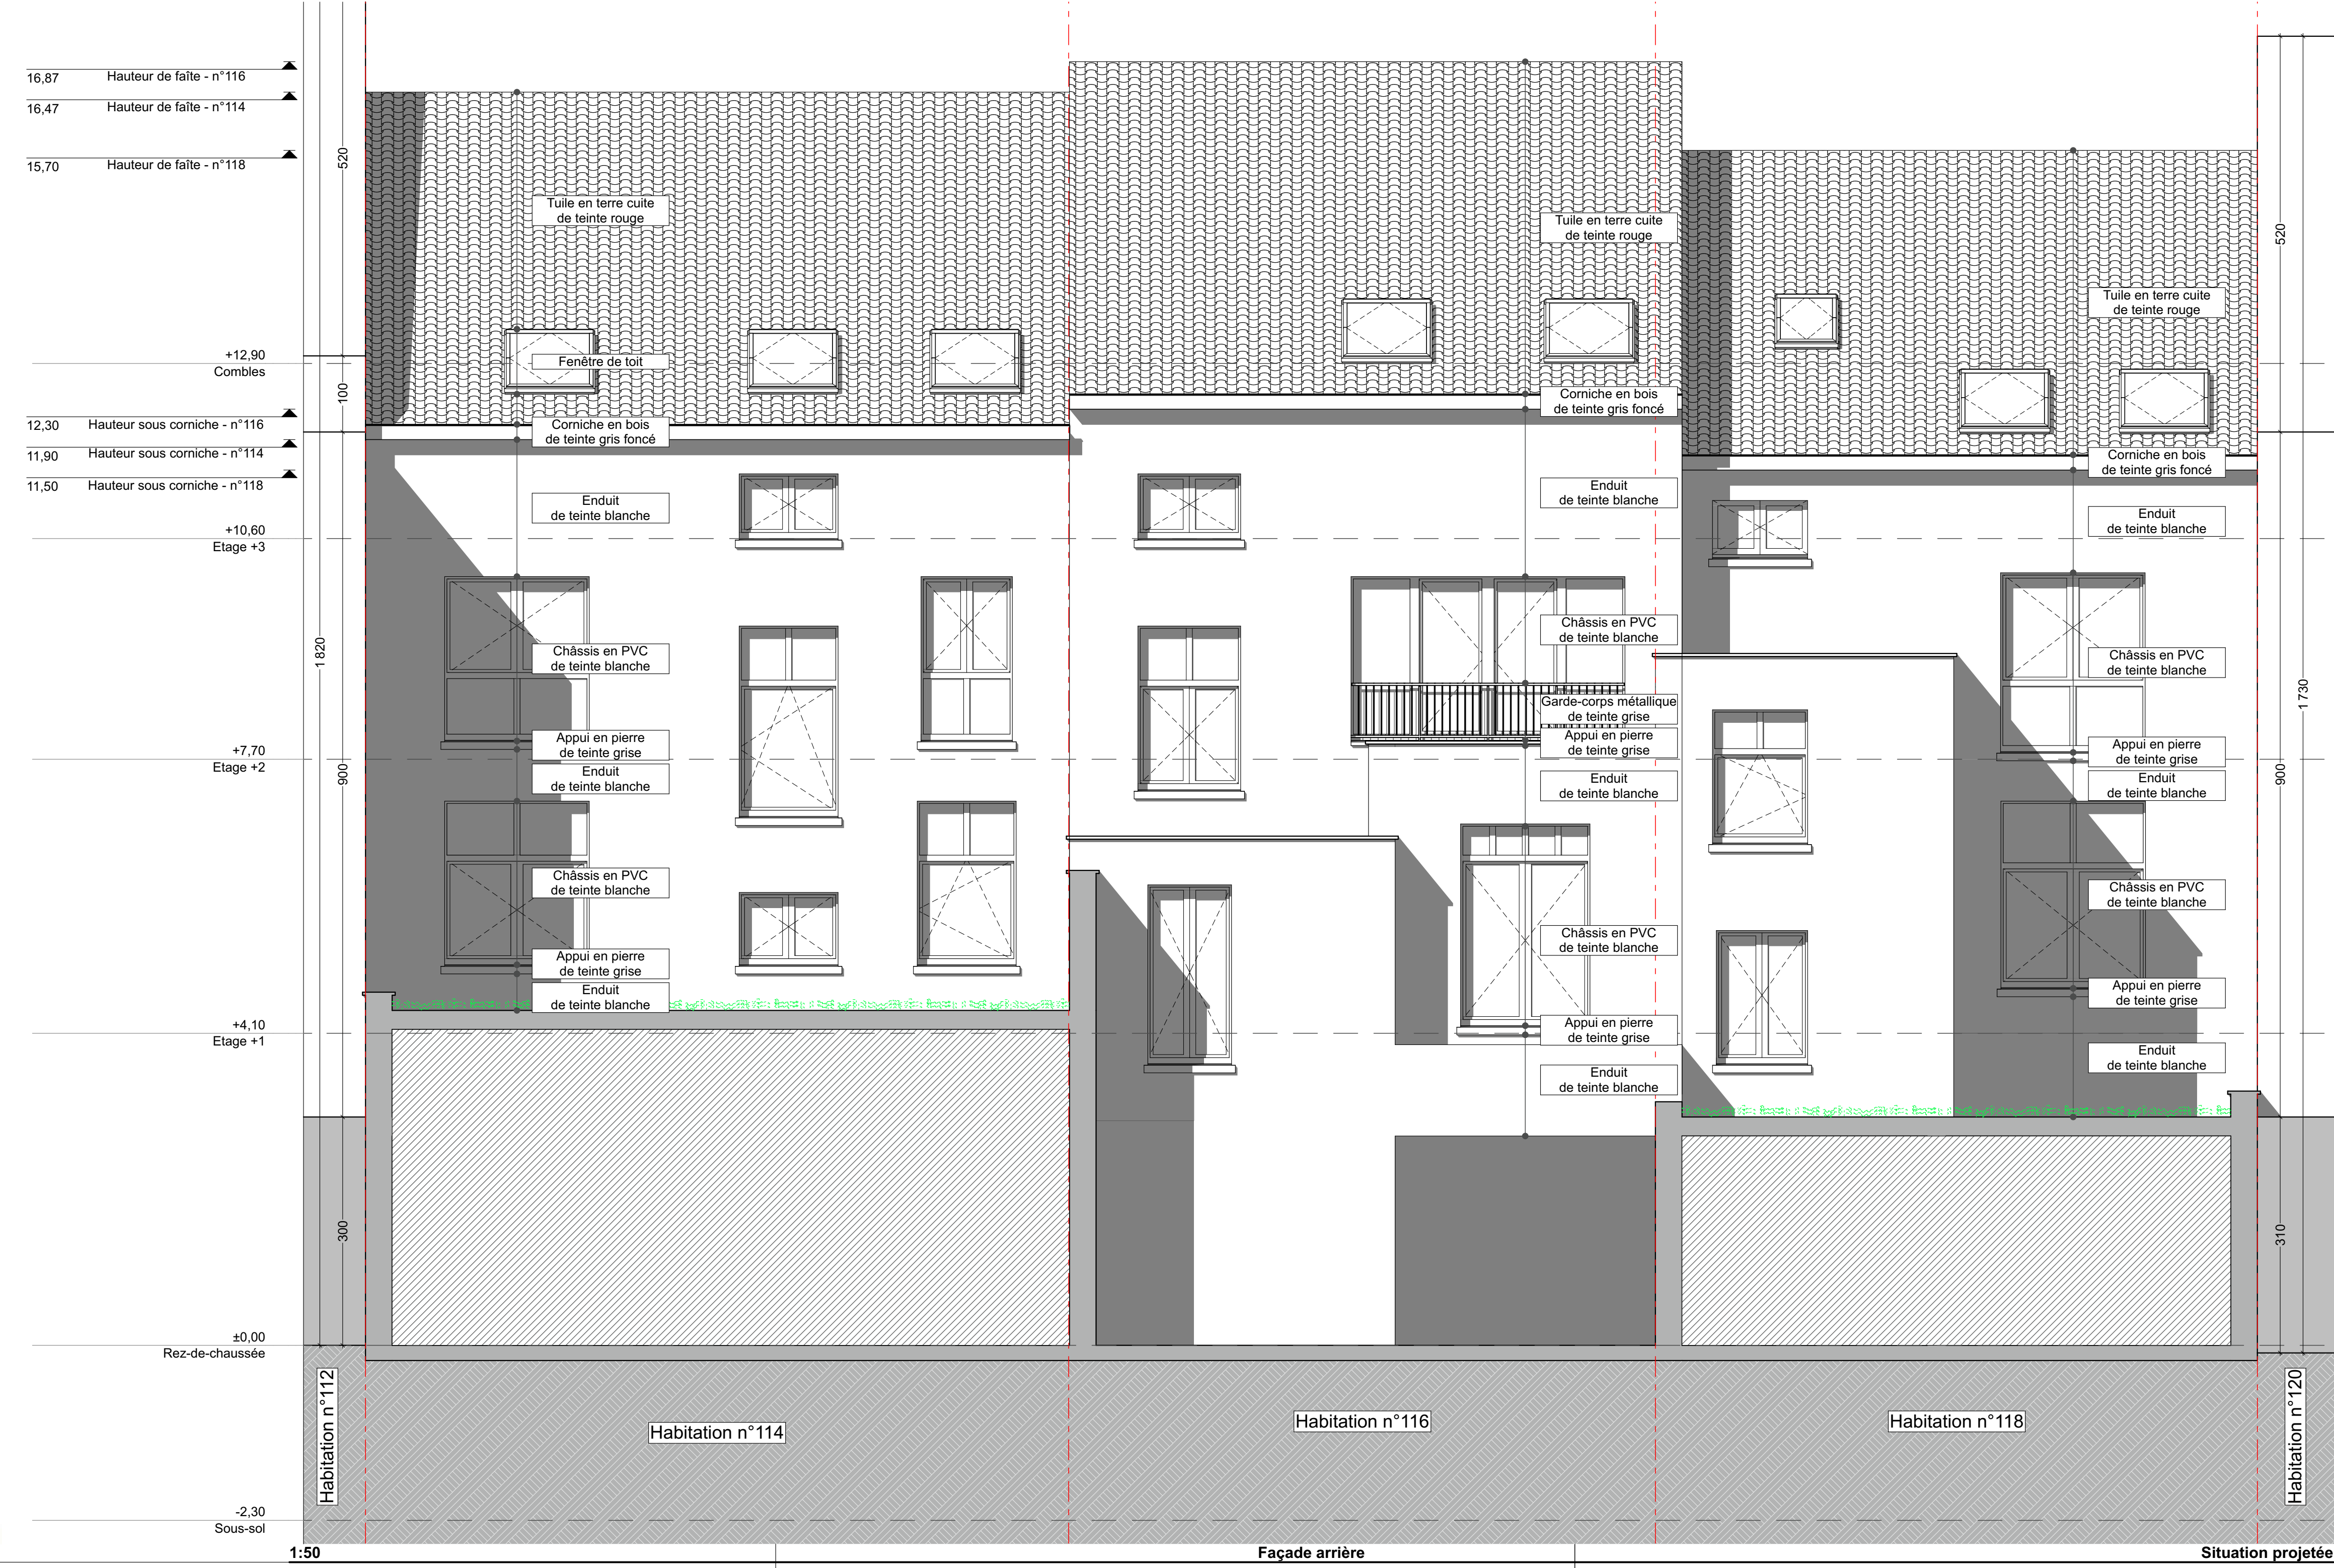 16,87 Hauteur de faîte - n°116
16,47 Hauteur de faîte - n°114
15,70 Hauteur de faîte - n°118
+12,90
Combles
12,30 Hauteur sous corniche - n°116
11,90 Hauteur sous corniche - n°114
11,50 Hauteur sous corniche - n°118
+10,60
Etage +3
+7,70
Etage +2
+4,10
Etage +1
±0,00
Rez-de-chaussée
-2,30
Sous-sol
520
100
1 820
900
300
Tuile en terre cuite
de teinte rouge
Fenêtre de toit
Corniche en bois
de teinte gris foncé
Enduit
de teinte blanche
Châssis en PVC
de teinte blanche
Appui en pierre
de teinte grise
Enduit
de teinte blanche
Châssis en PVC
de teinte blanche
Appui en pierre
de teinte grise
Enduit
de teinte blanche
Tuile en terre cuite
de teinte rouge
Corniche en bois
de teinte gris foncé
Enduit
de teinte blanche
Châssis en PVC
de teinte blanche
Garde-corps métallique
de teinte grise
Appui en pierre
de teinte grise
Enduit
de teinte blanche
Châssis en PVC
de teinte blanche
Appui en pierre
de teinte grise
Enduit
de teinte blanche
Tuile en terre cuite
de teinte rouge
Corniche en bois
de teinte gris foncé
Enduit
de teinte blanche
Châssis en PVC
de teinte blanche
Appui en pierre
de teinte grise
Enduit
de teinte blanche
Châssis en PVC
de teinte blanche
Appui en pierre
de teinte grise
Enduit
de teinte blanche
520
1 730
900
310
Habitation n°112
Habitation n°114
Habitation n°116
Habitation n°118
Habitation n°120
1:50
Façade arrière
Situation projetée